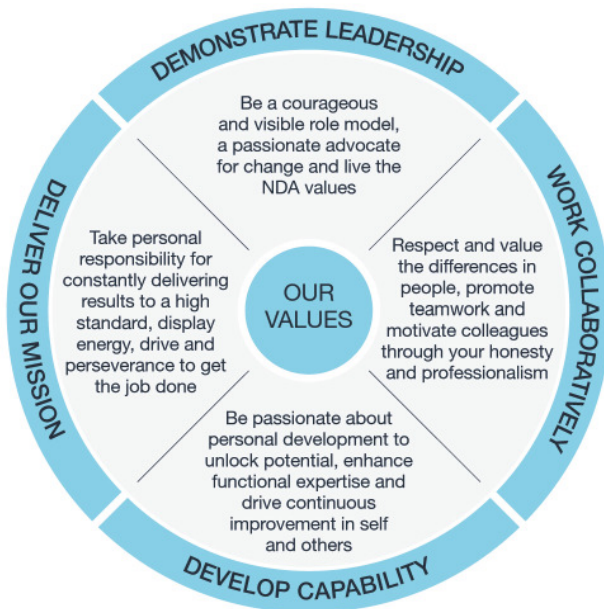 DEMONSTRATE LEADERSHIP
Be a courageous
and visible role model,
a passionate advocate
for change and live the
NDA values
WORK COLLABORATIVELY
Respect and value
the differences in
people, promote
teamwork and
motivate colleagues
through your honesty
and professionalism
DEVELOP CAPABILITY
Be passionate about
personal development to
unlock potential, enhance
functional expertise and
drive continuous
improvement in self
and others
DELIVER OUR MISSION
Take personal
responsibility for
constantly delivering
results to a high
standard, display
energy, drive and
perseverance to get
the job done
OUR
VALUES